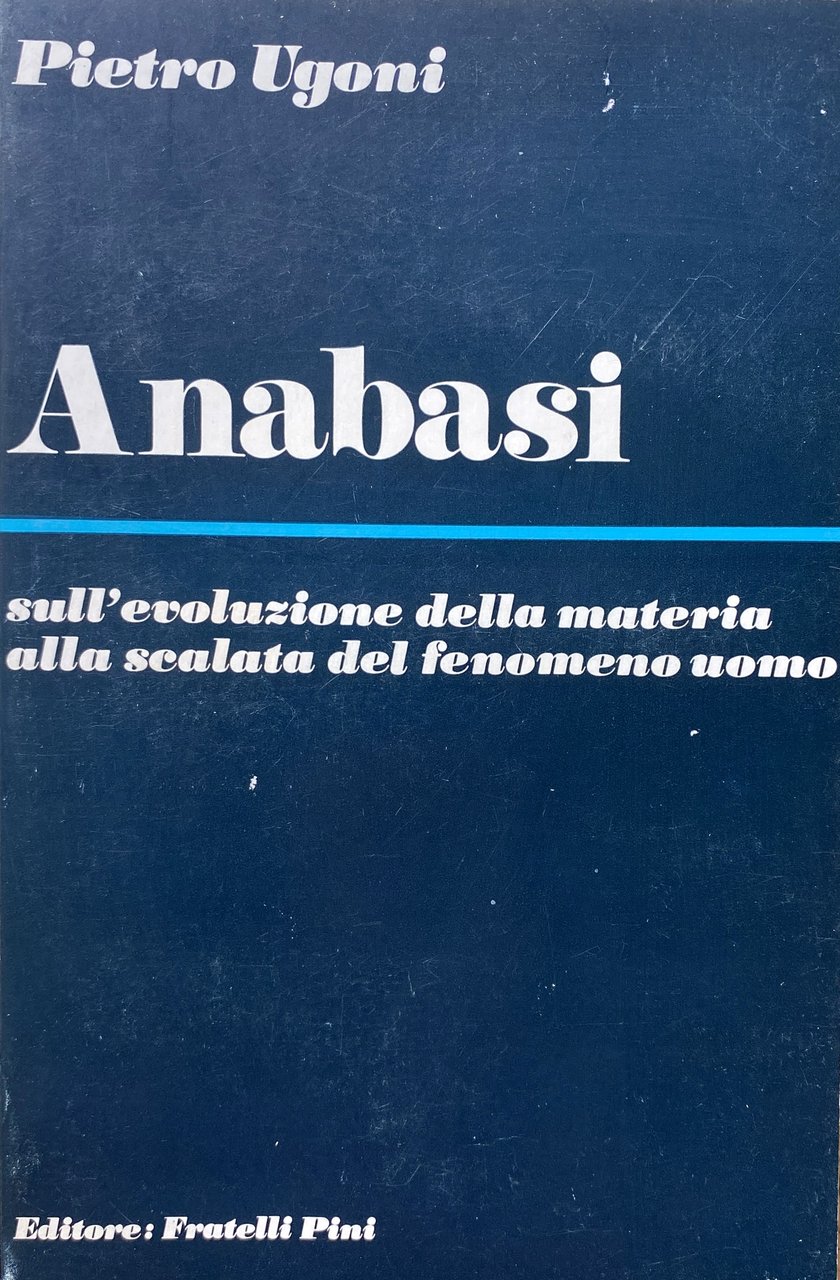 Pietro Ugoni
Anabasi
sull'evoluzione della materia
alla scalata del fenomeno uomo
Editore: Fratelli Pini